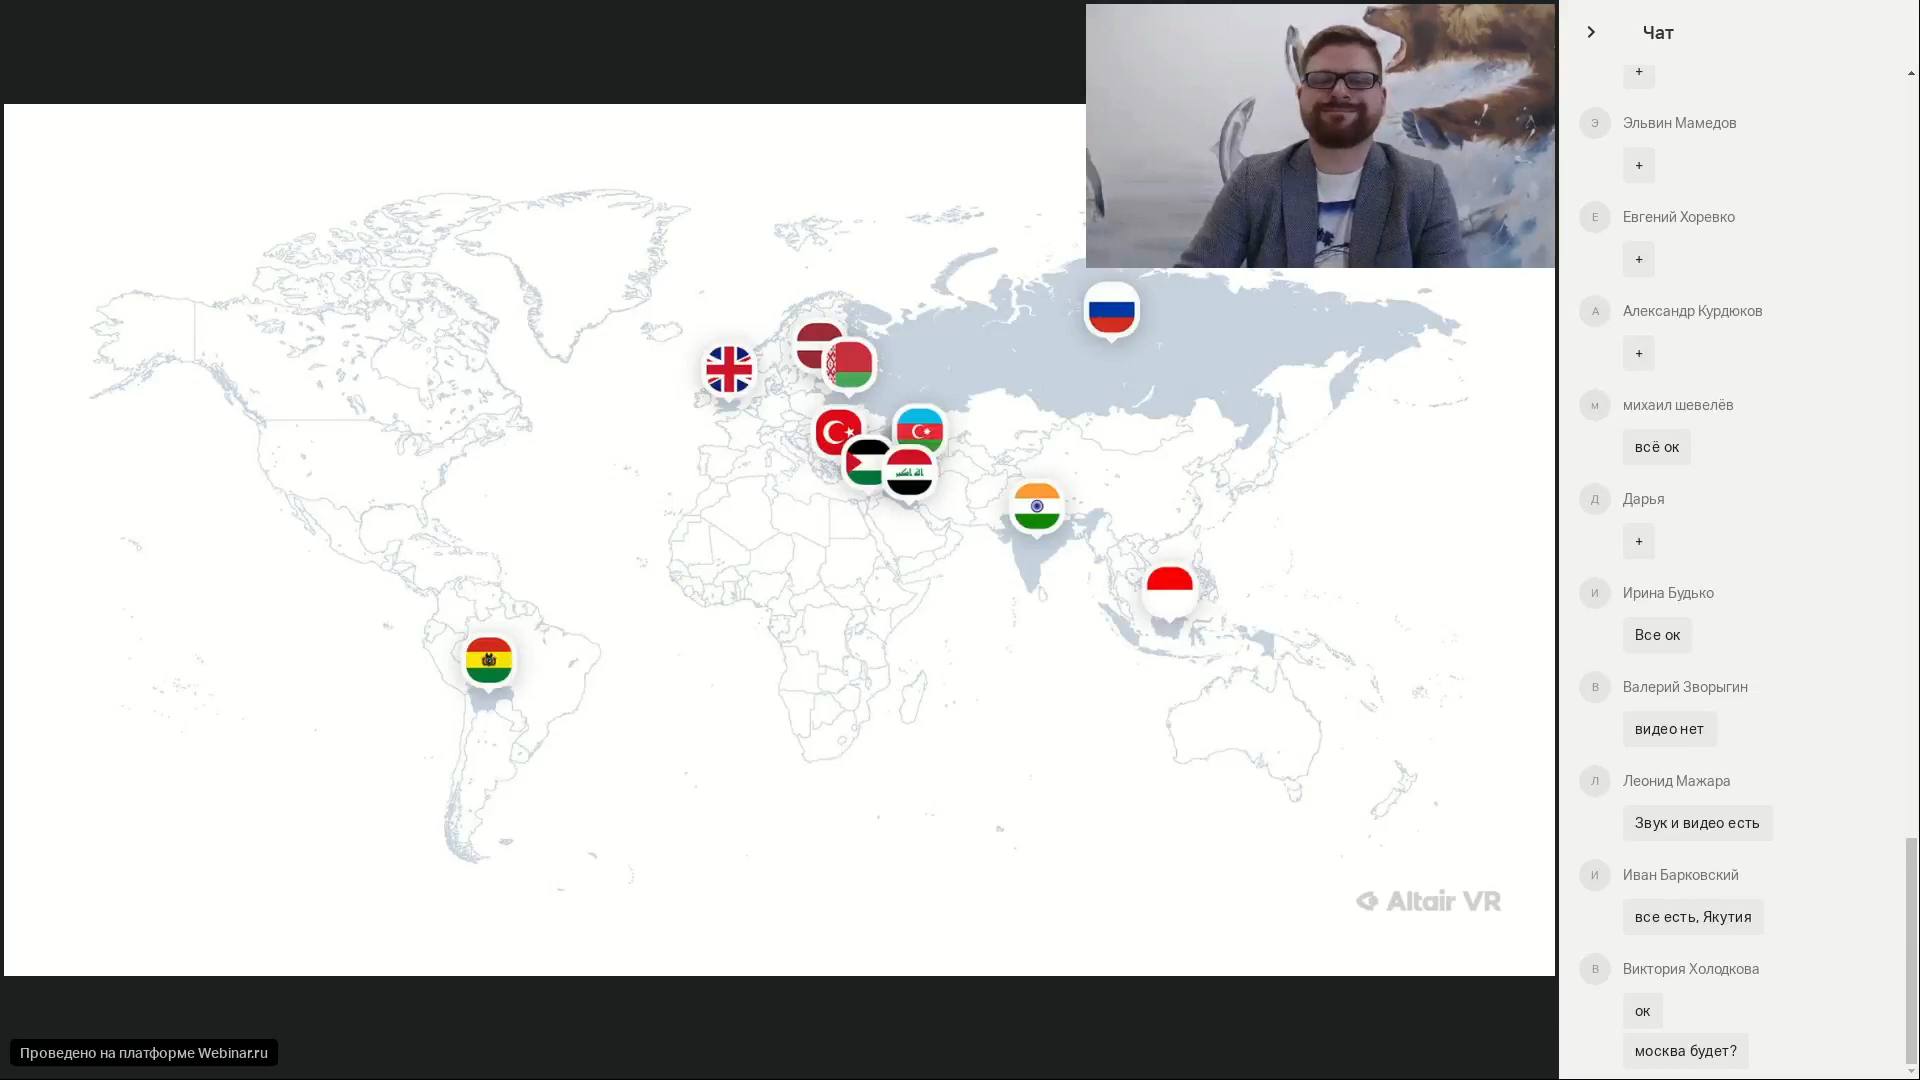 Altair VR
Проведено на платформе Webinar.ru
Чат
+
Э Эльвин Мамедов
+
Е Евгений Хоревко
+
А Александр Курдюков
+
м михаил шевелёв
всё ок
Д Дарья
+
И Ирина Будько
Все ок
В Валерий Зворыгин
видео нет
Л Леонид Мажара
Звук и видео есть
И Иван Барковский
все есть, Якутия
В Виктория Холодкова
ок
москва будет?